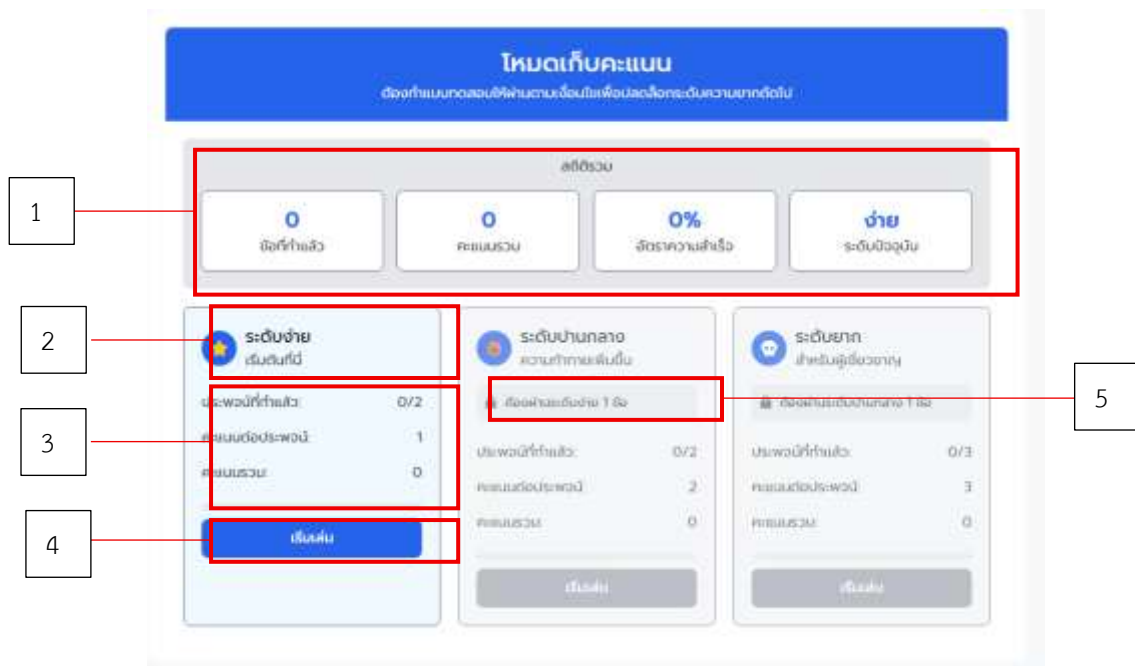 โหมดเก็บคะแนน
ต้องทำแบบทดสอบให้ผ่านตามเงื่อนไขเพื่อปลดล็อกระดับความยากถัดไป
สถิติรวม
0 0 0% ง่าย
ข้อที่ทำแล้ว คะแนนรวม อัตราความสำเร็จ ระดับปัจจุบัน
1
2
3
4
5
ระดับง่าย
เริ่มต้นที่นี่
ประพจน์ที่ทำแล้ว: 0/2
คะแนนต่อประพจน์: 1
คะแนนรวม: 0
เริ่มเล่น
ระดับปานกลาง
ความท้าทายเพิ่มขึ้น
ต้องผ่านระดับง่าย 1 ข้อ
ประพจน์ที่ทำแล้ว: 0/2
คะแนนต่อประพจน์: 2
คะแนนรวม: 0
เริ่มเล่น
ระดับยาก
สำหรับผู้เชี่ยวชาญ
ต้องผ่านระดับปานกลาง 1 ข้อ
ประพจน์ที่ทำแล้ว: 0/3
คะแนนต่อประพจน์: 3
คะแนนรวม: 0
เริ่มเล่น